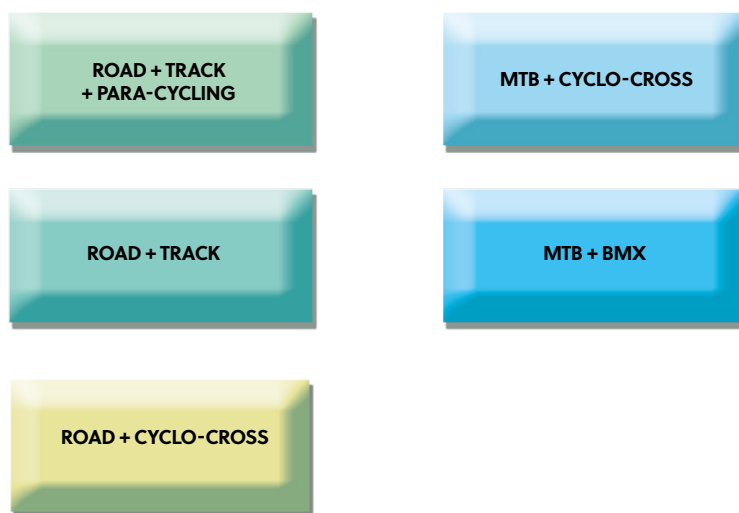 ROAD + TRACK
+ PARA-CYCLING
MTB + CYCLO-CROSS
ROAD + TRACK
MTB + BMX
ROAD + CYCLO-CROSS